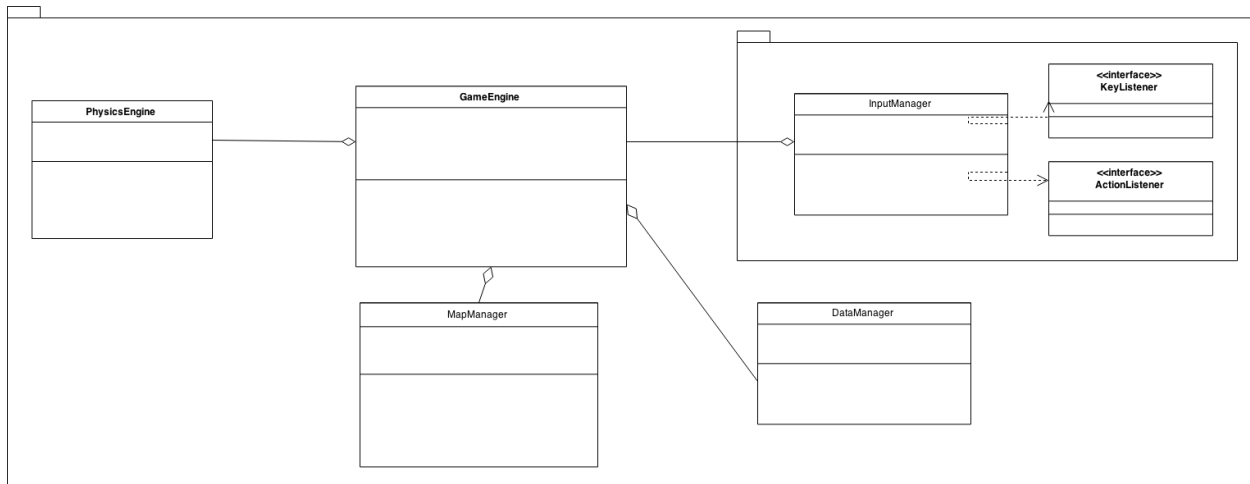 PhysicsEngine
GameEngine
InputManager
<<interface>>
KeyListener
<<interface>>
ActionListener
MapManager
DataManager